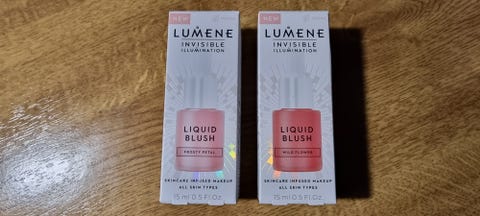 NEW
LUMENE
INVISIBLE
ILLUMINATION
LIQUID
BLUSH
FROSTY PETAL
SKINCARE INFUSED MAKEUP
ALL SKIN TYPES
15 ml 0.5 Fl.Oz.
NEW
LUMENE
INVISIBLE
ILLUMINATION
LIQUID
BLUSH
WILD FLOWER
SKINCARE INFUSED MAKEUP
ALL SKIN TYPES
15 ml 0.5 Fl.Oz.